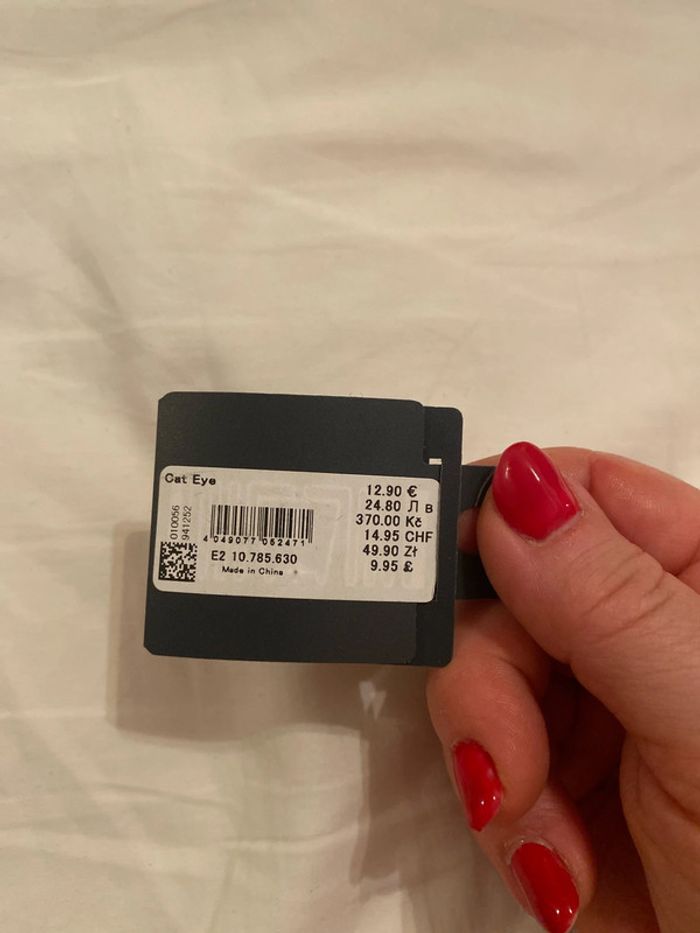 Cat Eye
010056
941252
4 049077 052471
E2 10.785.630
Made in China
12.90 €
24.80 Л в
370.00 Kč
14.95 CHF
49.90 Zł
9.95 £